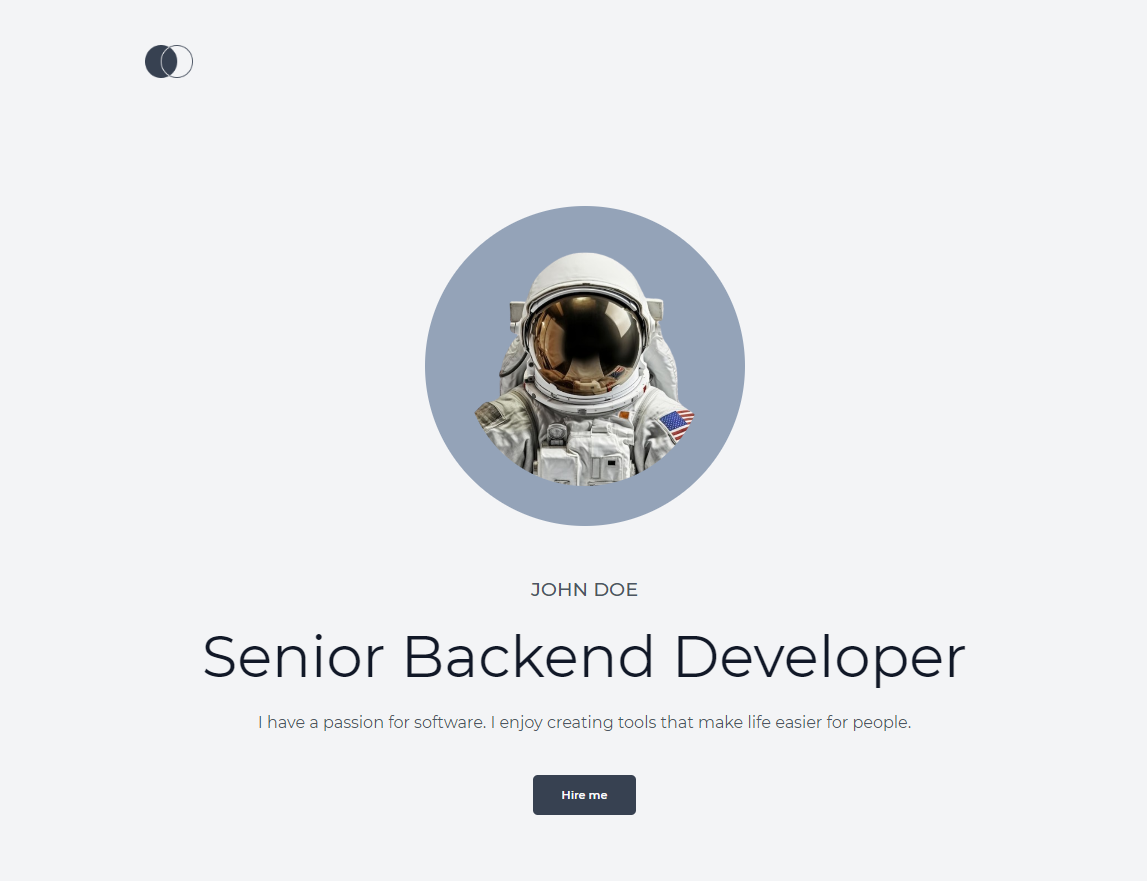 JOHN DOE
Senior Backend Developer
I have a passion for software. I enjoy creating tools that make life easier for people.
Hire me